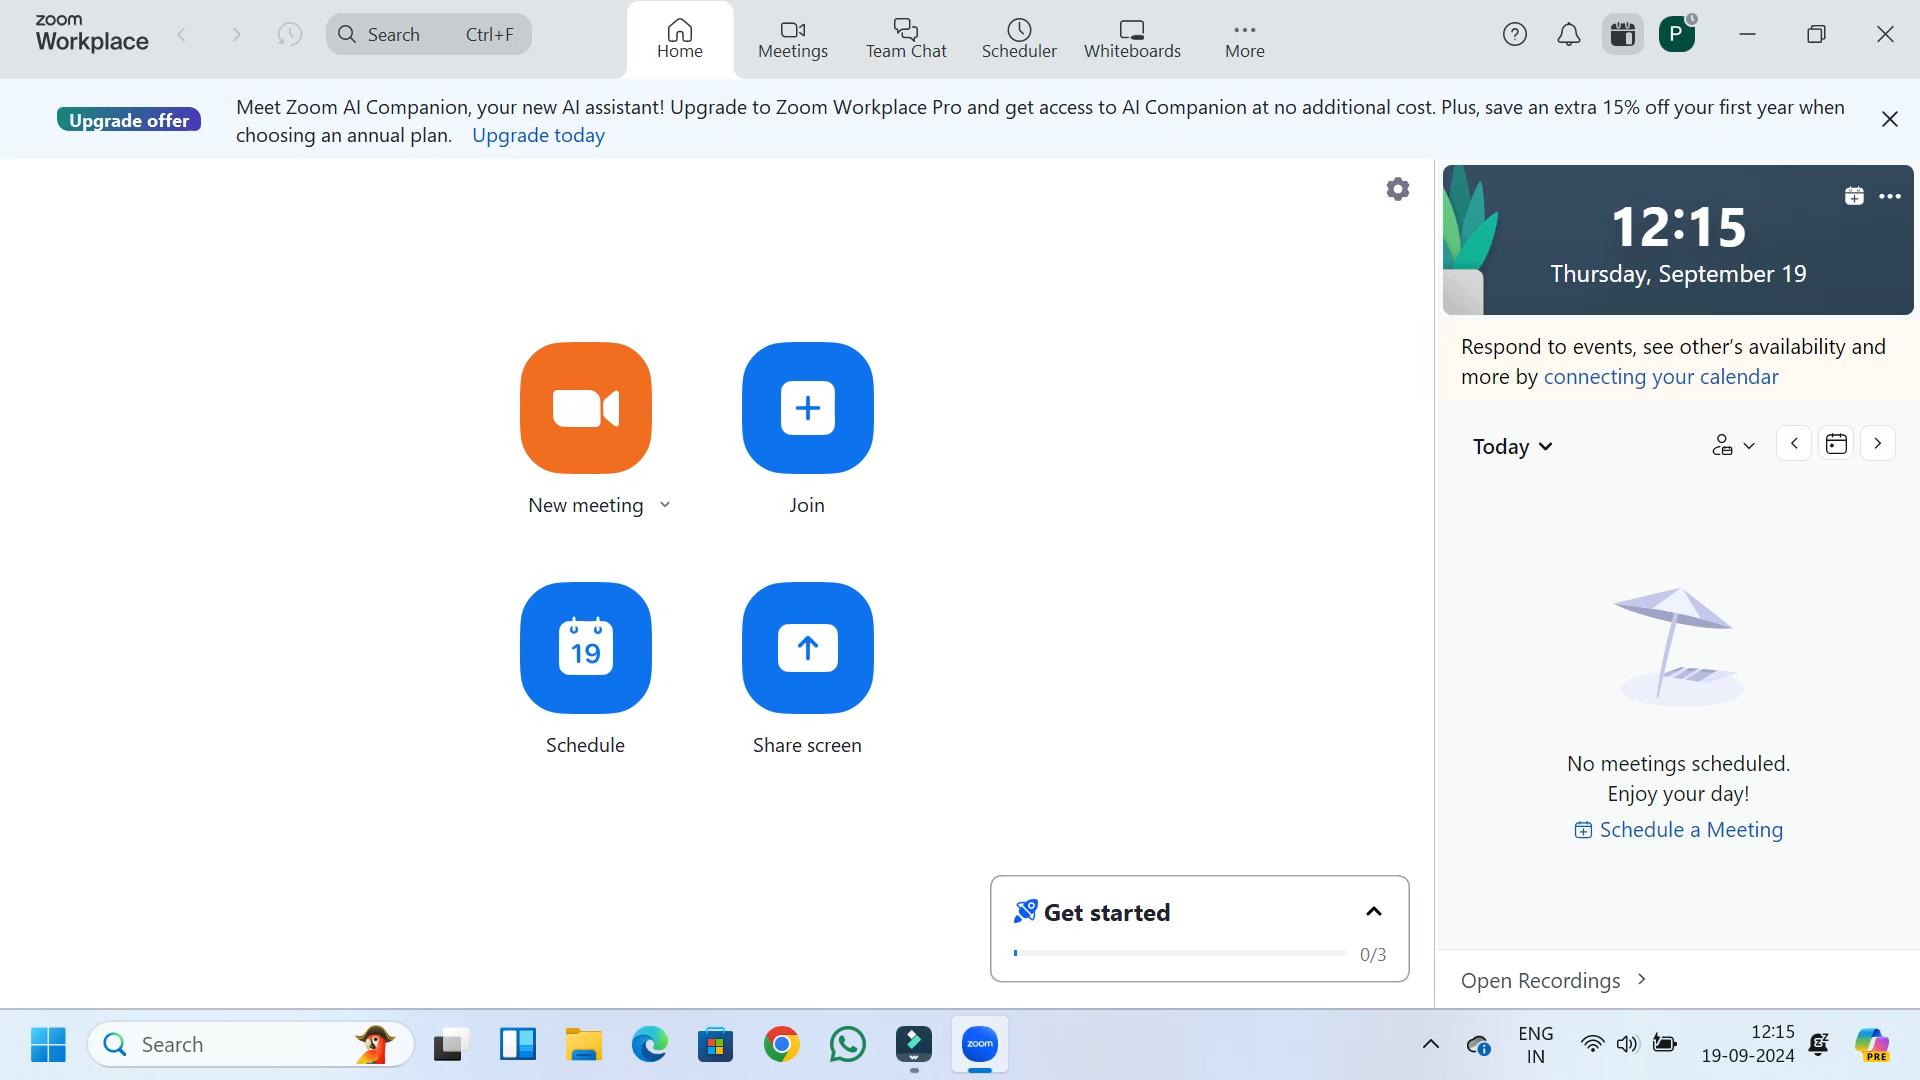 zoom
Workplace
Search Ctrl+F
Home
Meetings
Team Chat
Scheduler
Whiteboards
More
P
Upgrade offer
Meet Zoom AI Companion, your new AI assistant! Upgrade to Zoom Workplace Pro and get access to AI Companion at no additional cost. Plus, save an extra 15% off your first year when
choosing an annual plan. Upgrade today
12:15
Thursday, September 19
Respond to events, see other's availability and
more by connecting your calendar
Today
New meeting
Join
19
Schedule
Share screen
No meetings scheduled.
Enjoy your day!
Schedule a Meeting
Get started
0/3
Open Recordings
Search
zoom
ENG
IN
12:15
19-09-2024
PRE